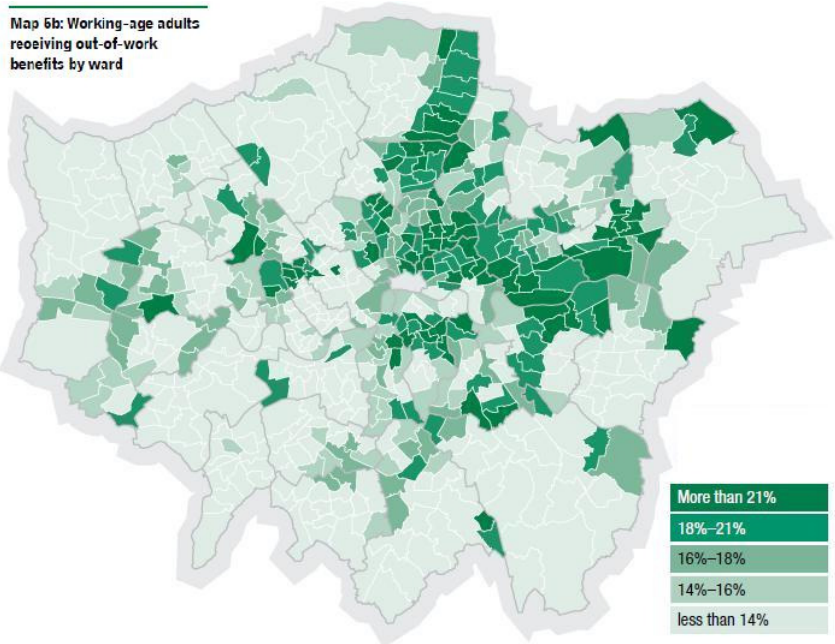 Map 6b: Working-age adults
receiving out-of-work
benefits by ward
More than 21%
18%–21%
16%–18%
14%–16%
less than 14%